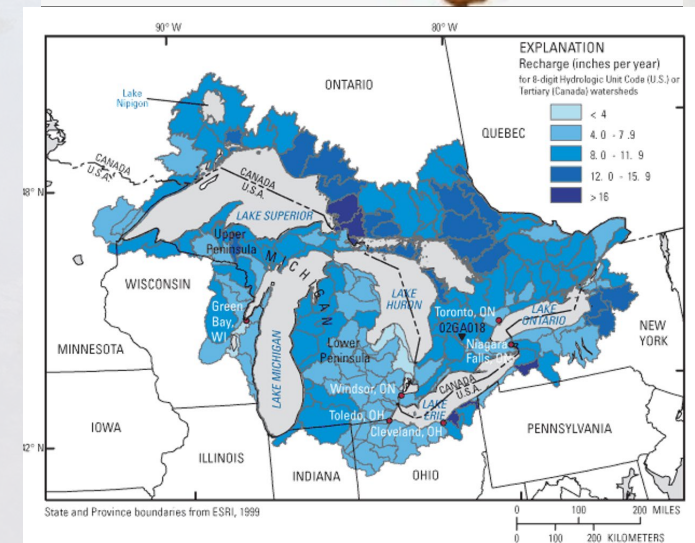 90° W
80° W
EXPLANATION
Recharge (inches per year)
for 8-digit Hydrologic Unit Code (U.S.) or
Tertiary (Canada) watersheds
< 4
4.0 - 7.9
8.0 - 11.9
12.0 - 15.9
>16
ONTARIO
QUEBEC
Lake
Nipigon
CANADA
U.S.A.
8° N
CANADA
U.S.A.
LAKE SUPERIOR
Upper
Peninsula
MICHIGAN
WISCONSIN
LAKE
HURON
Green
Bay,
WI
Toronto, ON
02GA018
LAKE
ONTARIO
Niagara
Falls,
NEW
YORK
MINNESOTA
Lower
Peninsula
LAKE MICHIGAN
Windsor, ON
CANADA
U.S.A.
Toledo, OH
LAKE
ERIE
Cleveland, OH
IOWA
ILLINOIS
INDIANA
OHIO
PENNSYLVANIA
2° N
State and Province boundaries from ESRI, 1999
0 100 200 MILES
0 100 200 KILOMETERS